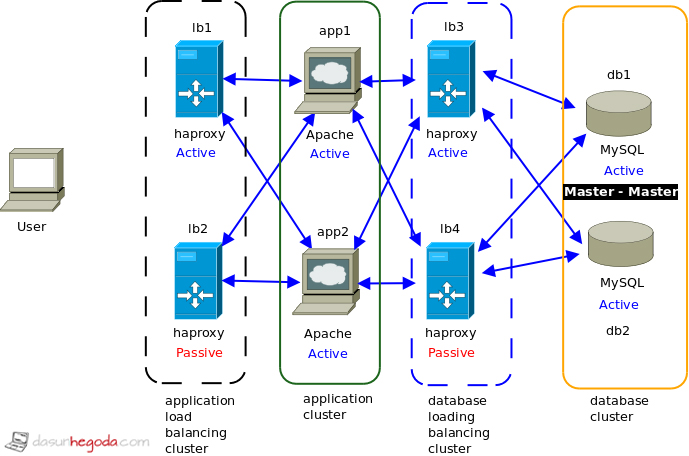 lb1
haproxy
Active
lb2
haproxy
Passive
application
load
balancing
cluster
app1
Apache
Active
app2
Apache
Active
application
cluster
lb3
haproxy
Active
lb4
haproxy
Passive
database
loading
balancing
cluster
db1
MySQL
Active
Master - Master
MySQL
Active
db2
database
cluster
User
dasunhegoda.com